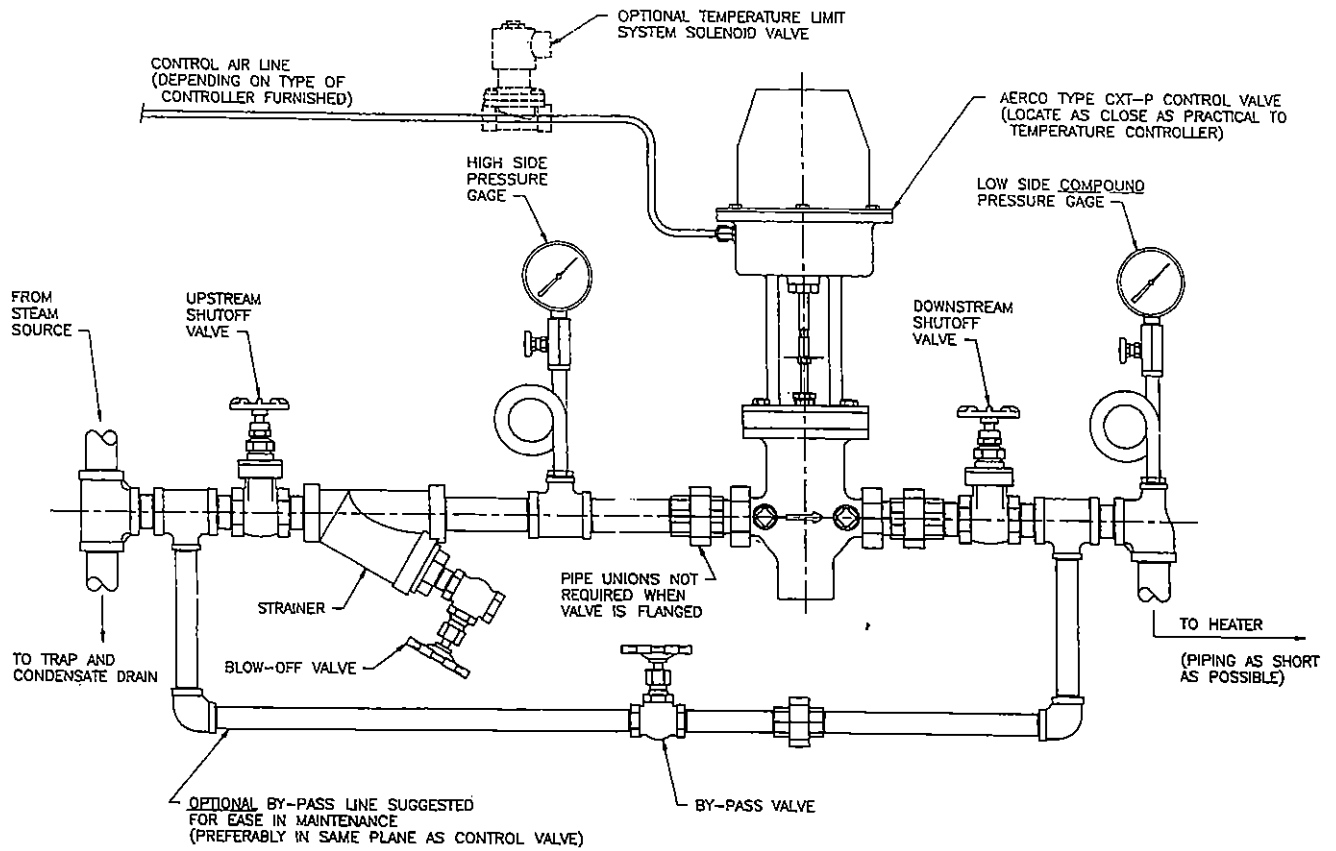 OPTIONAL TEMPERATURE LIMIT
SYSTEM SOLENOID VALVE
CONTROL AIR LINE
(DEPENDING ON TYPE OF
CONTROLLER FURNISHED)
AERCO TYPE CXT-P CONTROL VALVE
(LOCATE AS CLOSE AS PRACTICAL TO
TEMPERATURE CONTROLLER)
HIGH SIDE
PRESSURE
GAGE
LOW SIDE COMPOUND
PRESSURE GAGE
FROM
STEAM
SOURCE
UPSTREAM
SHUTOFF
VALVE
DOWNSTREAM
SHUTOFF
VALVE
PIPE UNIONS NOT
REQUIRED WHEN
VALVE IS FLANGED
STRAINER
BLOW-OFF VALVE
TO TRAP AND
CONDENSATE DRAIN
TO HEATER
(PIPING AS SHORT
AS POSSIBLE)
OPTIONAL BY-PASS LINE SUGGESTED
FOR EASE IN MAINTENANCE
(PREFERABLY IN SAME PLANE AS CONTROL VALVE)
BY-PASS VALVE